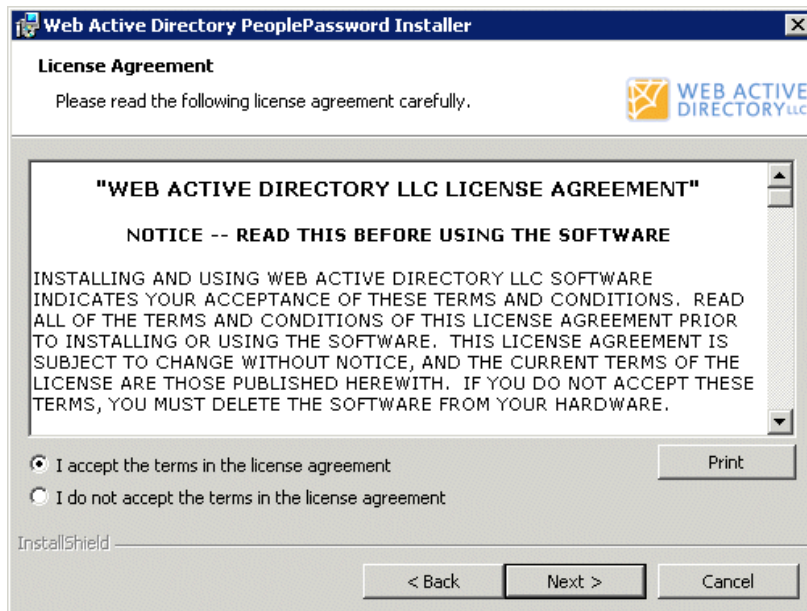 Web Active Directory PeoplePassword Installer
License Agreement
Please read the following license agreement carefully.
WEB ACTIVE
DIRECTORY LLC
"WEB ACTIVE DIRECTORY LLC LICENSE AGREEMENT"
NOTICE -- READ THIS BEFORE USING THE SOFTWARE
INSTALLING AND USING WEB ACTIVE DIRECTORY LLC SOFTWARE
INDICATES YOUR ACCEPTANCE OF THESE TERMS AND CONDITIONS. READ
ALL OF THE TERMS AND CONDITIONS OF THIS LICENSE AGREEMENT PRIOR
TO INSTALLING OR USING THE SOFTWARE. THIS LICENSE AGREEMENT IS
SUBJECT TO CHANGE WITHOUT NOTICE, AND THE CURRENT TERMS OF THE
LICENSE ARE THOSE PUBLISHED HEREWITH. IF YOU DO NOT ACCEPT THESE
TERMS, YOU MUST DELETE THE SOFTWARE FROM YOUR HARDWARE.
I accept the terms in the license agreement
Print
I do not accept the terms in the license agreement
InstallShield
< Back
Next >
Cancel